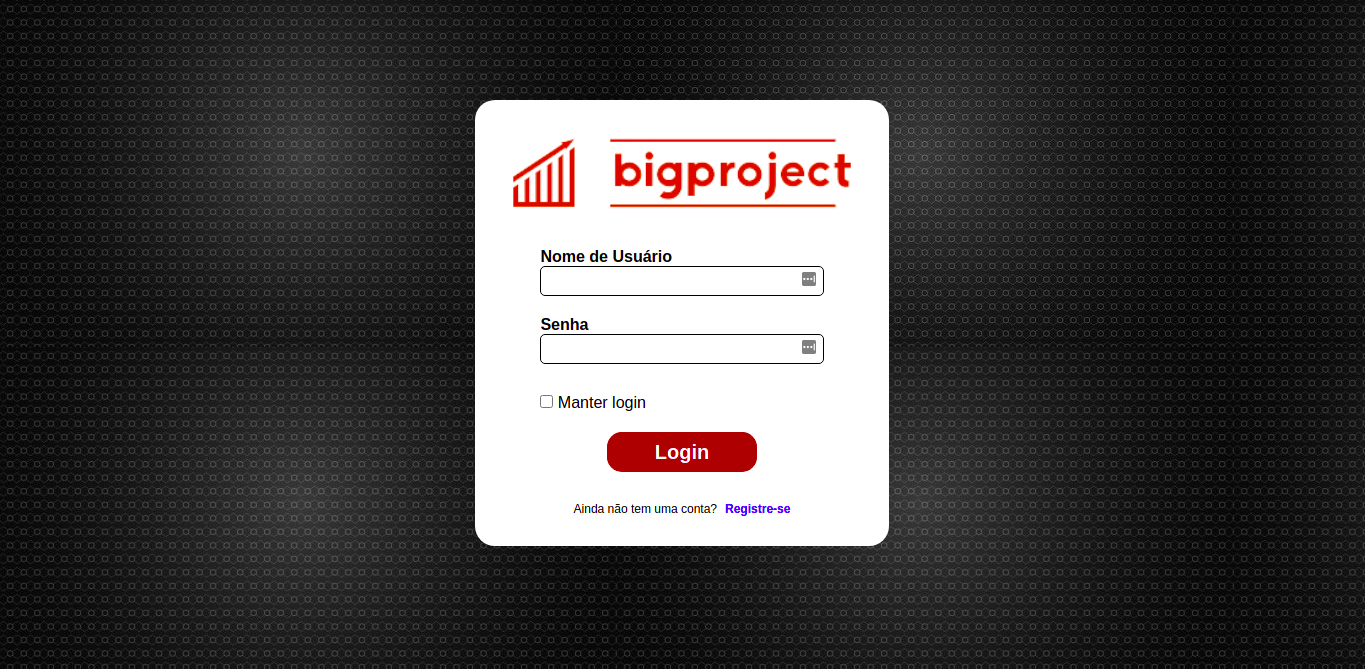 bigproject
Nome de Usuário
Senha
Manter login
Login
Ainda não tem uma conta? Registre-se